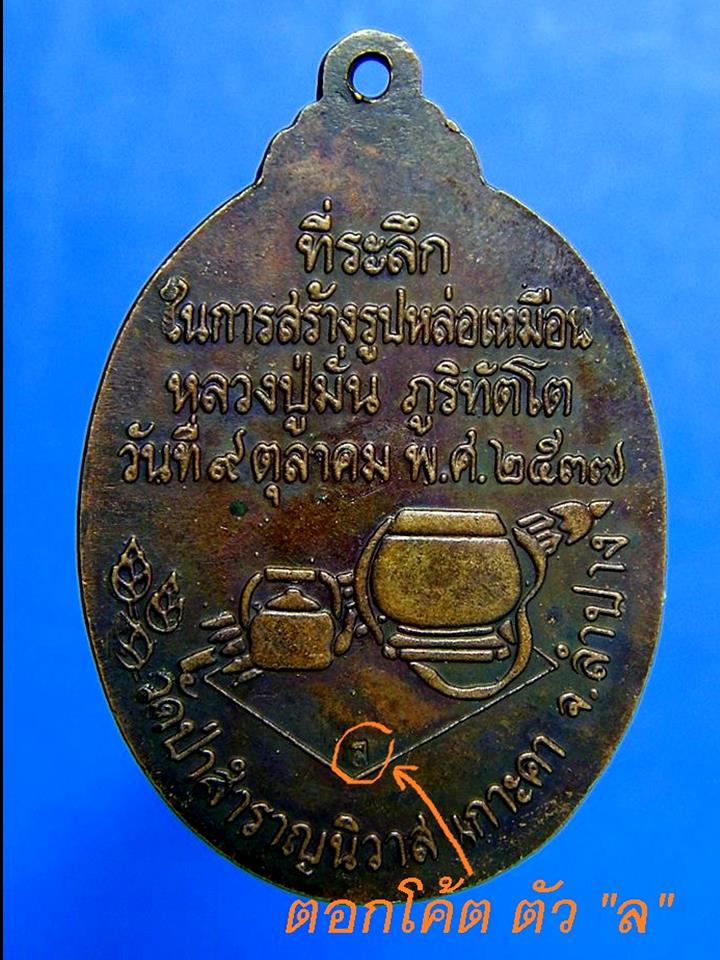 ที่ระลึก
ในการสร้างรูปหล่อเหมือน
หลวงปู่มั่น ภูริทัตโต
วันที่ ๙ ตุลาคม พ.ศ. ๒๕๓๗
วัดป่าสำราญนิวาส เกาะคา จ.ลำปาง
ล
ตอกโค้ต ตัว "ล"